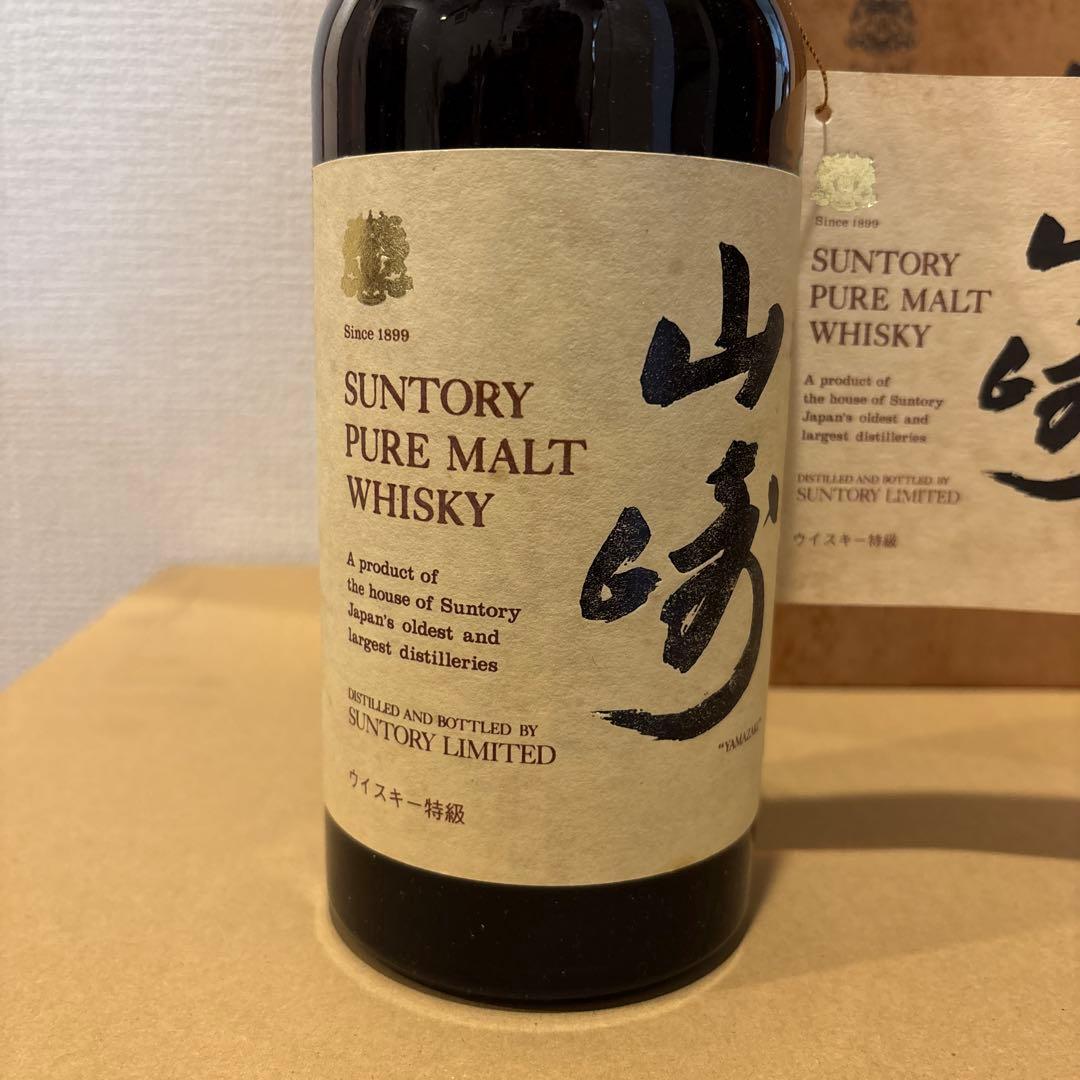 Since 1899
SUNTORY
PURE MALT
WHISKY
A product of
the house of Suntory
Japan's oldest and
largest distilleries
DISTILLED AND BOTTLED BY
SUNTORY LIMITED
ウイスキー特級
山崎
"YAMAZAKI"
Since 1899
SUNTORY
PURE MALT
WHISKY
A product of
the house of Suntory
Japan's oldest and
largest distilleries
DISTILLED AND BOTTLED BY
SUNTORY LIMITED
ウイスキー特級
山崎